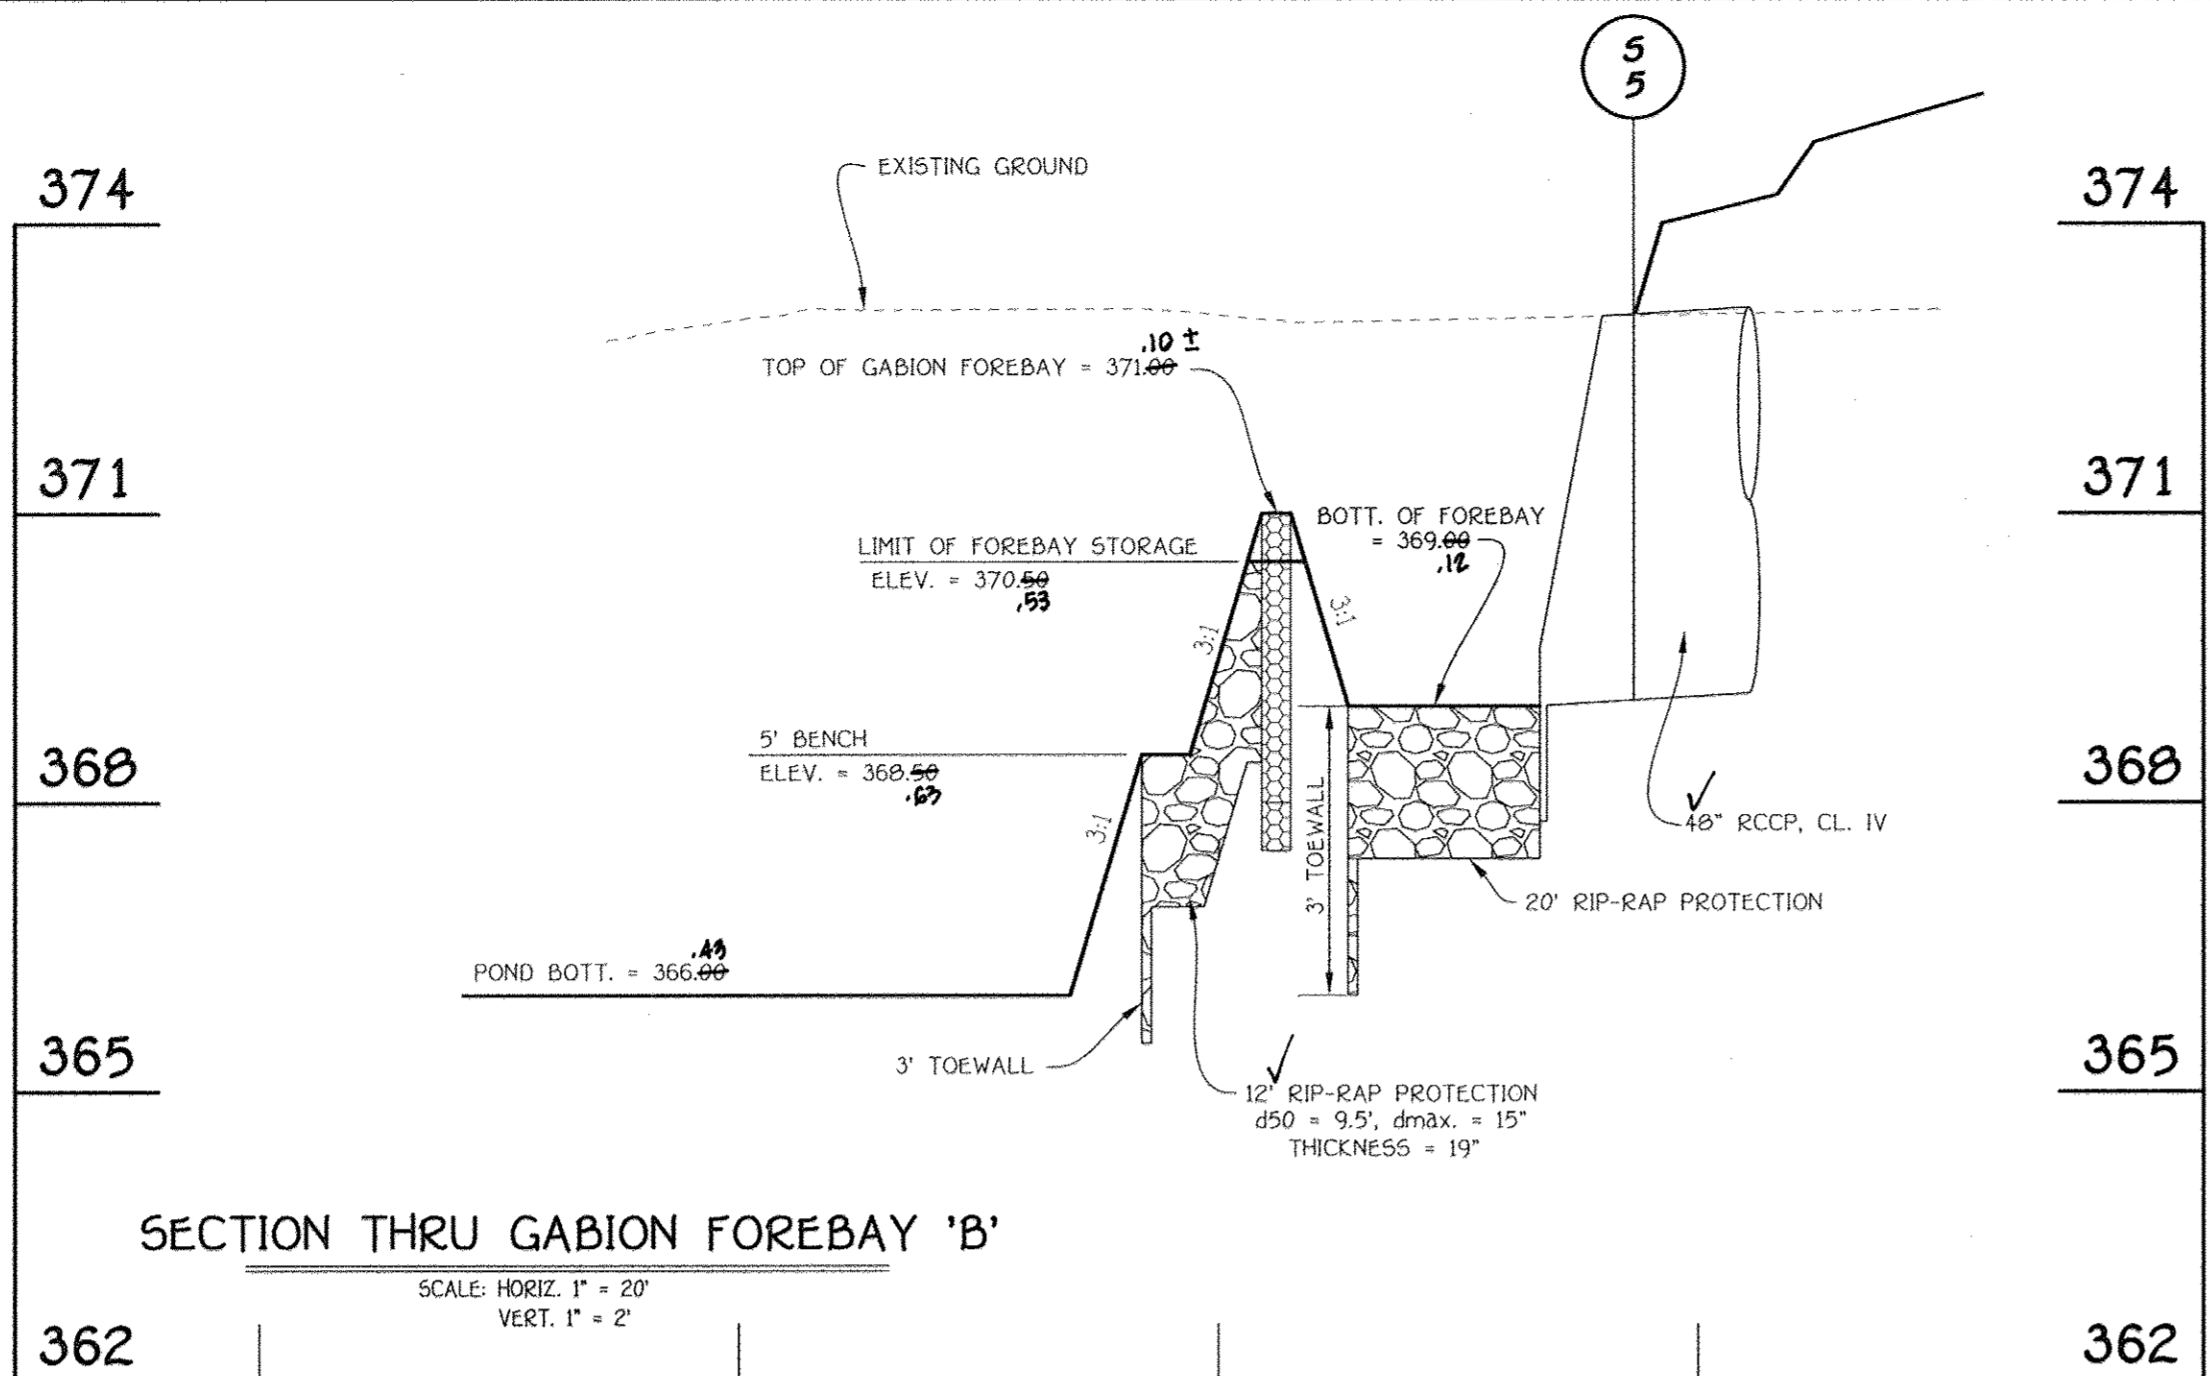 S
5
EXISTING GROUND
374
374
.10 ±
TOP OF GABION FOREBAY = 371.00
371
371
BOTT. OF FOREBAY
= 369.00
.12
LIMIT OF FOREBAY STORAGE
ELEV. = 370.50
.53
3:1
3:1
5' BENCH
ELEV. = 368.50
.63
368
368
3:1
3' TOEWALL
48" RCCP, CL. IV
20' RIP-RAP PROTECTION
.43
POND BOTT. = 366.00
365
365
3' TOEWALL
12' RIP-RAP PROTECTION
d50 = 9.5', dmax. = 15"
THICKNESS = 19"
SECTION THRU GABION FOREBAY 'B'
SCALE: HORIZ. 1" = 20'
VERT. 1" = 2'
362
362